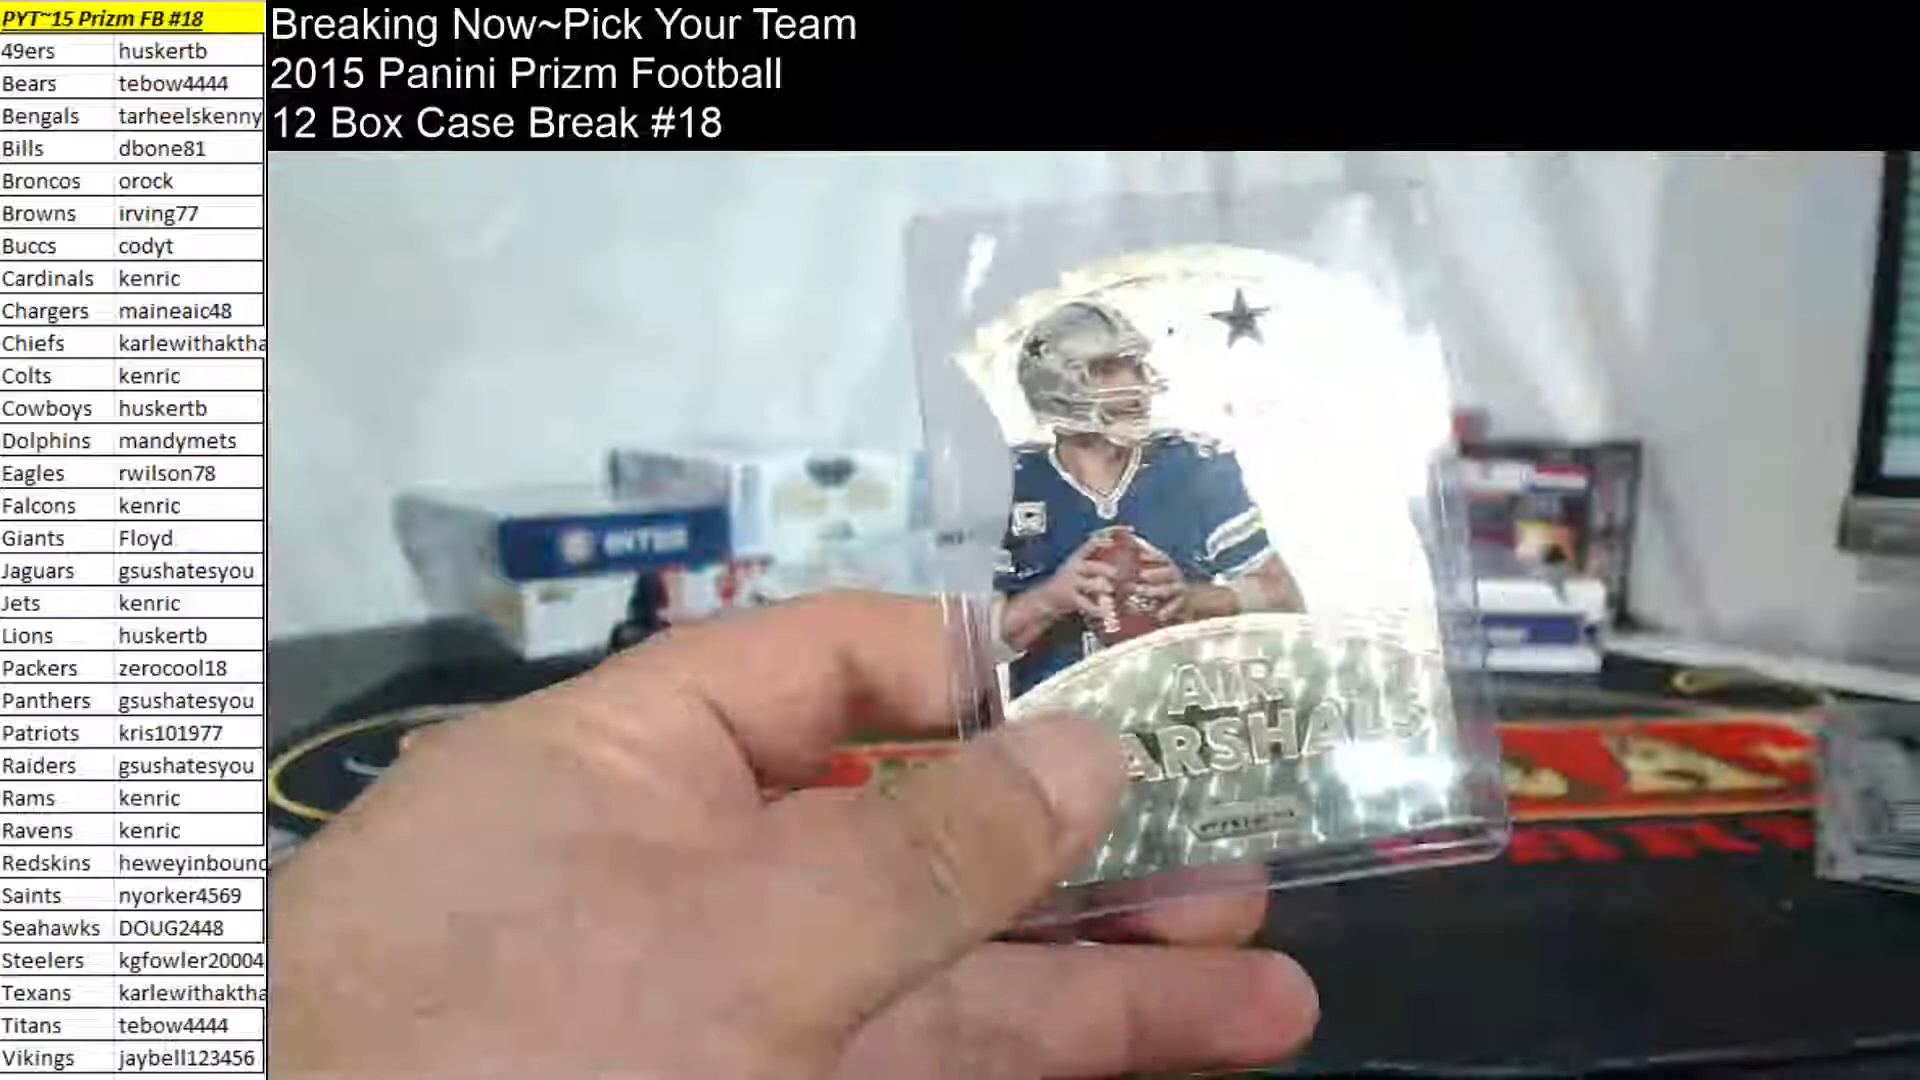 PYT~15 Prizm FB #18
49ers huskertb
Bears tebow4444
Bengals tarheelskenny
Bills dbone81
Broncos orock
Browns irving77
Buccs codyt
Cardinals kenric
Chargers maineaic48
Chiefs karlewithaktha
Colts kenric
Cowboys huskertb
Dolphins mandymets
Eagles rwilson78
Falcons kenric
Giants Floyd
Jaguars gsushatesyou
Jets kenric
Lions huskertb
Packers zerocool18
Panthers gsushatesyou
Patriots kris101977
Raiders gsushatesyou
Rams kenric
Ravens kenric
Redskins heweyinbound
Saints nyorker4569
Seahawks DOUG2448
Steelers kgfowler20004
Texans karlewithaktha
Titans tebow4444
Vikings jaybell123456
Breaking Now~Pick Your Team
2015 Panini Prizm Football
12 Box Case Break #18
INTER
AIR
ARSHALS